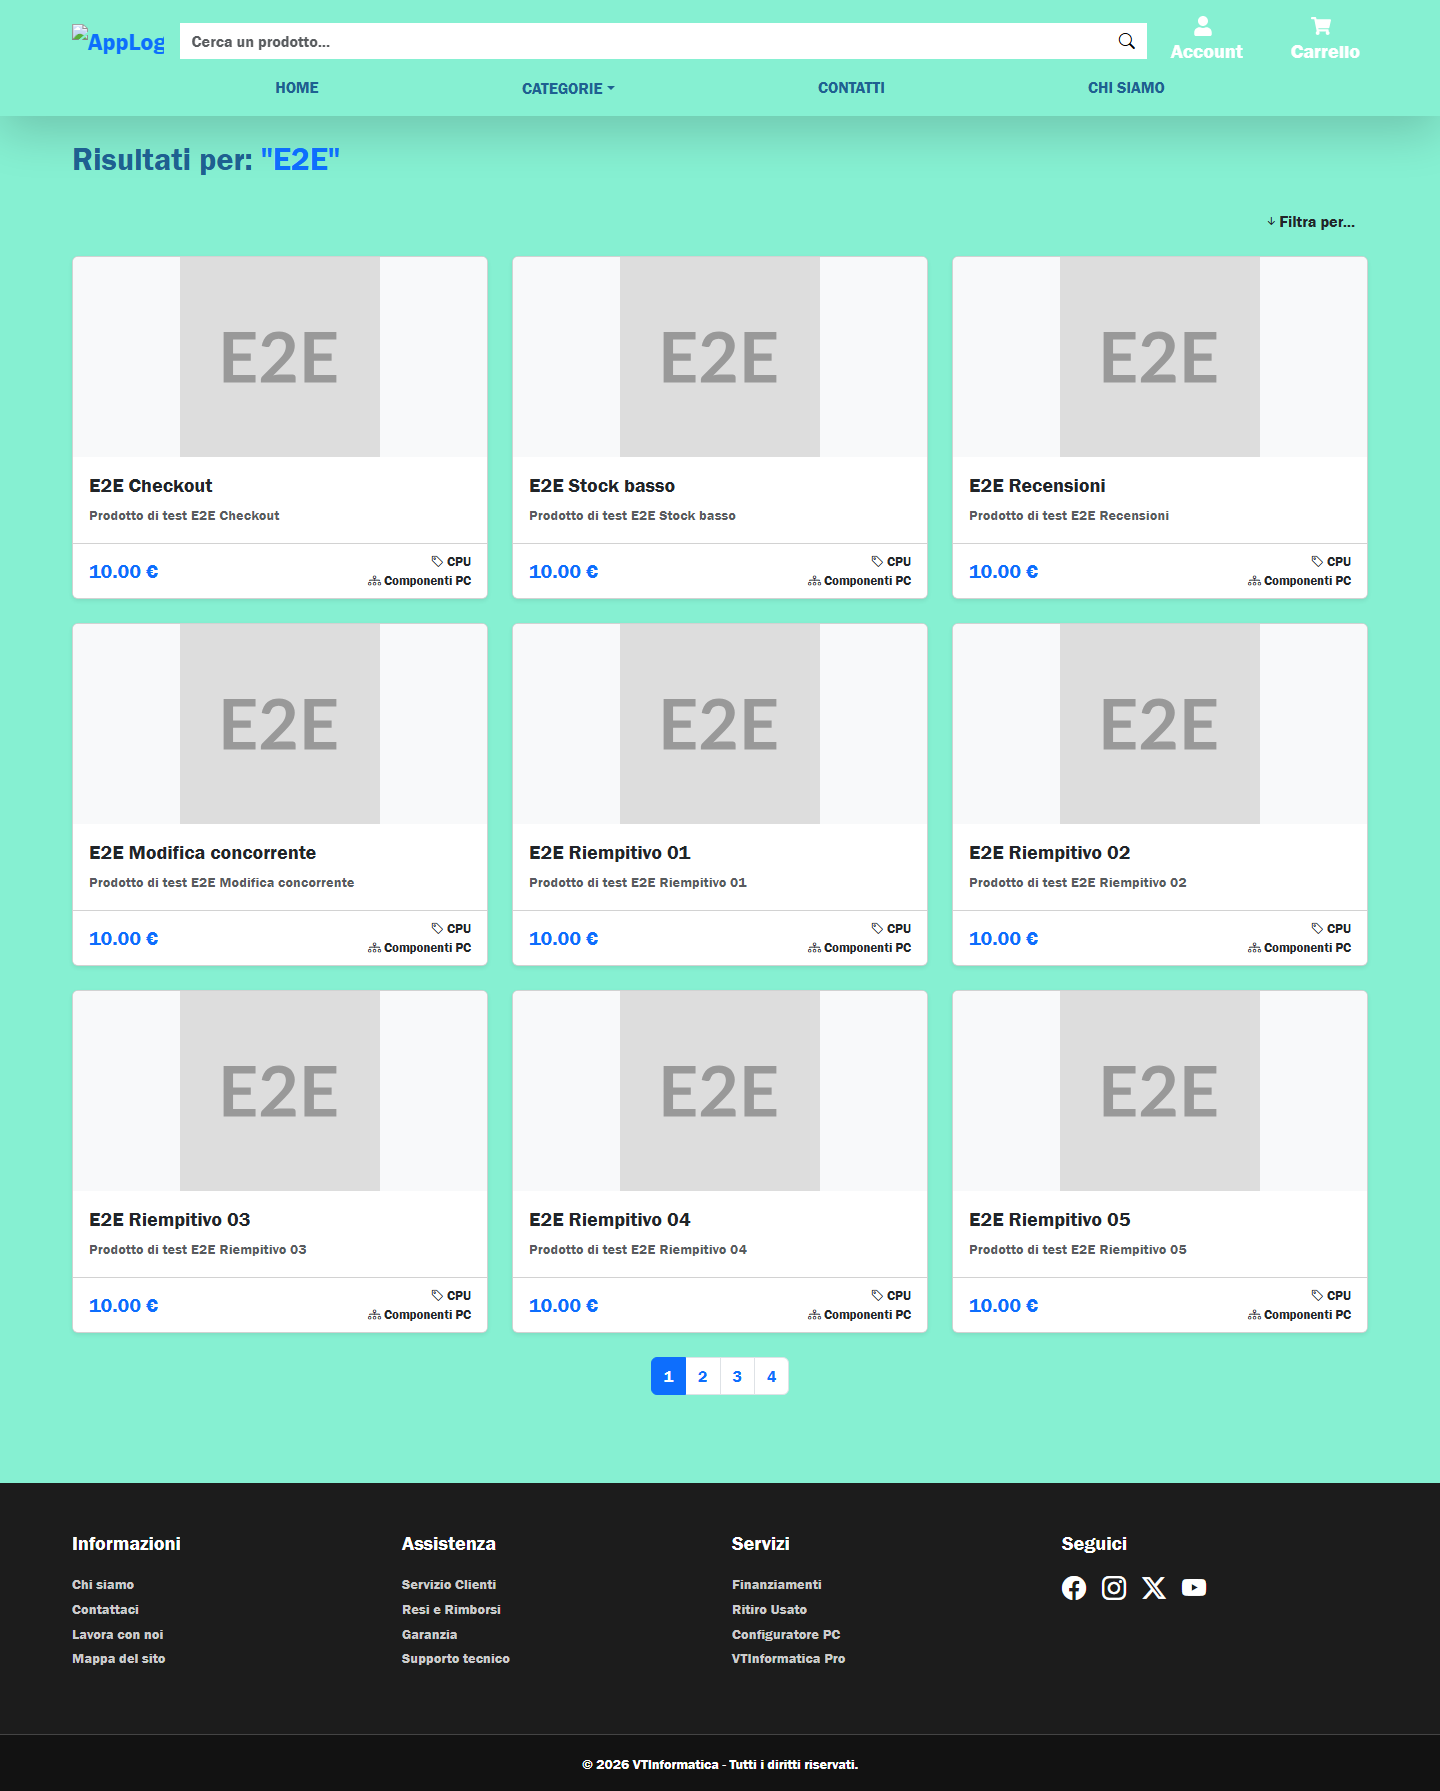 AppLog
Cerca un prodotto...
Account
Carrello
HOME
CATEGORIE
CONTATTI
CHI SIAMO
Risultati per: "E2E"
Filtra per...
E2E
E2E
E2E
E2E Checkout
E2E Stock basso
E2E Recensioni
Prodotto di test E2E Checkout
Prodotto di test E2E Stock basso
Prodotto di test E2E Recensioni
10.00 €
CPU
Componenti PC
10.00 €
CPU
Componenti PC
10.00 €
CPU
Componenti PC
E2E
E2E
E2E
E2E Modifica concorrente
E2E Riempitivo 01
E2E Riempitivo 02
Prodotto di test E2E Modifica concorrente
Prodotto di test E2E Riempitivo 01
Prodotto di test E2E Riempitivo 02
10.00 €
CPU
Componenti PC
10.00 €
CPU
Componenti PC
10.00 €
CPU
Componenti PC
E2E
E2E
E2E
E2E Riempitivo 03
E2E Riempitivo 04
E2E Riempitivo 05
Prodotto di test E2E Riempitivo 03
Prodotto di test E2E Riempitivo 04
Prodotto di test E2E Riempitivo 05
10.00 €
CPU
Componenti PC
10.00 €
CPU
Componenti PC
10.00 €
CPU
Componenti PC
1 2 3 4
Informazioni
Chi siamo
Contattaci
Lavora con noi
Mappa del sito
Assistenza
Servizio Clienti
Resi e Rimborsi
Garanzia
Supporto tecnico
Servizi
Finanziamenti
Ritiro Usato
Configuratore PC
VTInformatica Pro
Seguici
© 2026 VTInformatica - Tutti i diritti riservati.